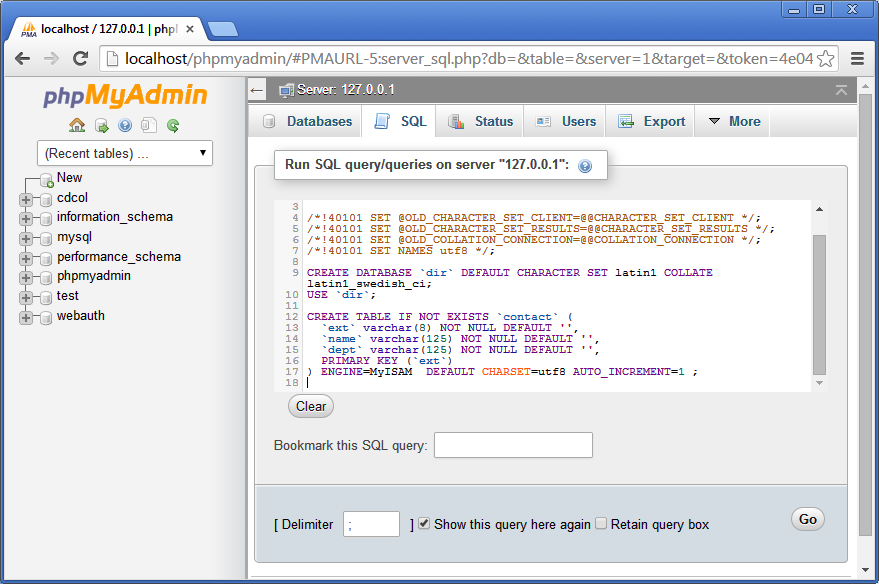 localhost / 127.0.0.1 | phpl
localhost/phpmyadmin/#PMAURL-5:server_sql.php?db=&table=&server=1&target=&token=4e04
phpMyAdmin
(Recent tables) ...
New
cdcol
information_schema
mysql
performance_schema
phpmyadmin
test
webauth
Server: 127.0.0.1
Databases SQL Status Users Export More
Run SQL query/queries on server "127.0.0.1":
3
4 /*!40101 SET @OLD_CHARACTER_SET_CLIENT=@@CHARACTER_SET_CLIENT */;
5 /*!40101 SET @OLD_CHARACTER_SET_RESULTS=@@CHARACTER_SET_RESULTS */;
6 /*!40101 SET @OLD_COLLATION_CONNECTION=@@COLLATION_CONNECTION */;
7 /*!40101 SET NAMES utf8 */;
8
9 CREATE DATABASE `dir` DEFAULT CHARACTER SET latin1 COLLATE
latin1_swedish_ci;
10 USE `dir`;
11
12 CREATE TABLE IF NOT EXISTS `contact` (
13 `ext` varchar(8) NOT NULL DEFAULT '',
14 `name` varchar(125) NOT NULL DEFAULT '',
15 `dept` varchar(125) NOT NULL DEFAULT '',
16 PRIMARY KEY (`ext`)
17 ) ENGINE=MyISAM  DEFAULT CHARSET=utf8 AUTO_INCREMENT=1 ;
18
Clear
Bookmark this SQL query:
[ Delimiter ; ] Show this query here again Retain query box Go